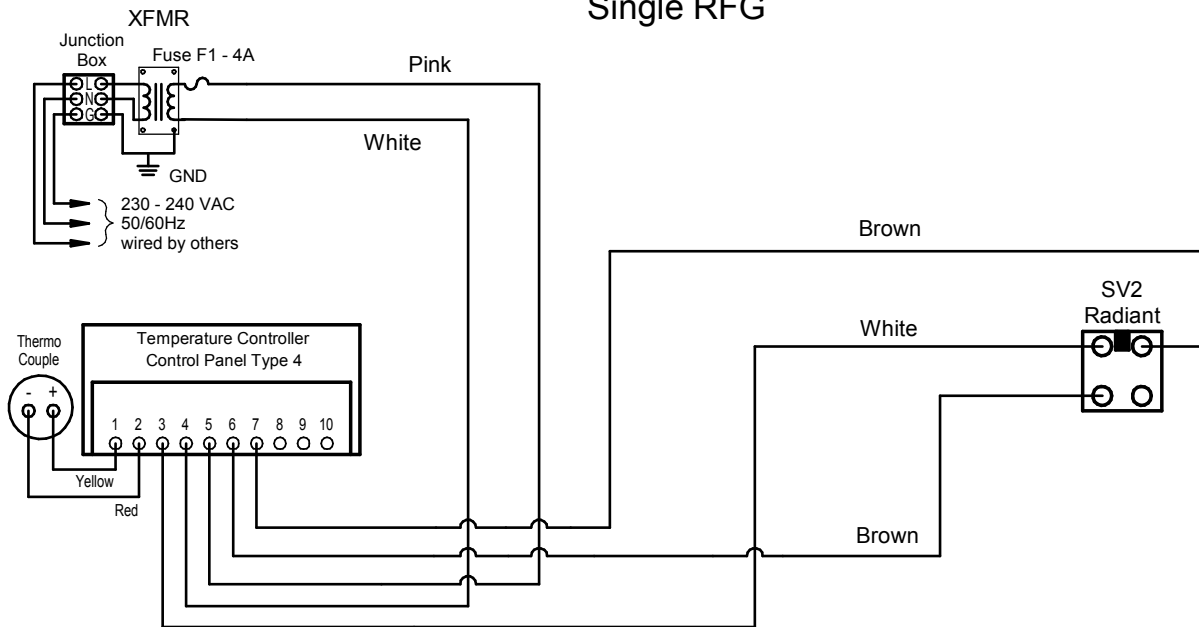 Single RFG
XFMR
Junction
Box
Fuse F1 - 4A
Pink
L
N
G
White
GND
230 - 240 VAC
50/60Hz
wired by others
Brown
SV2
Radiant
White
Thermo
Couple
- +
Temperature Controller
Control Panel Type 4
1 2 3 4 5 6 7 8 9 10
Yellow
Red
Brown